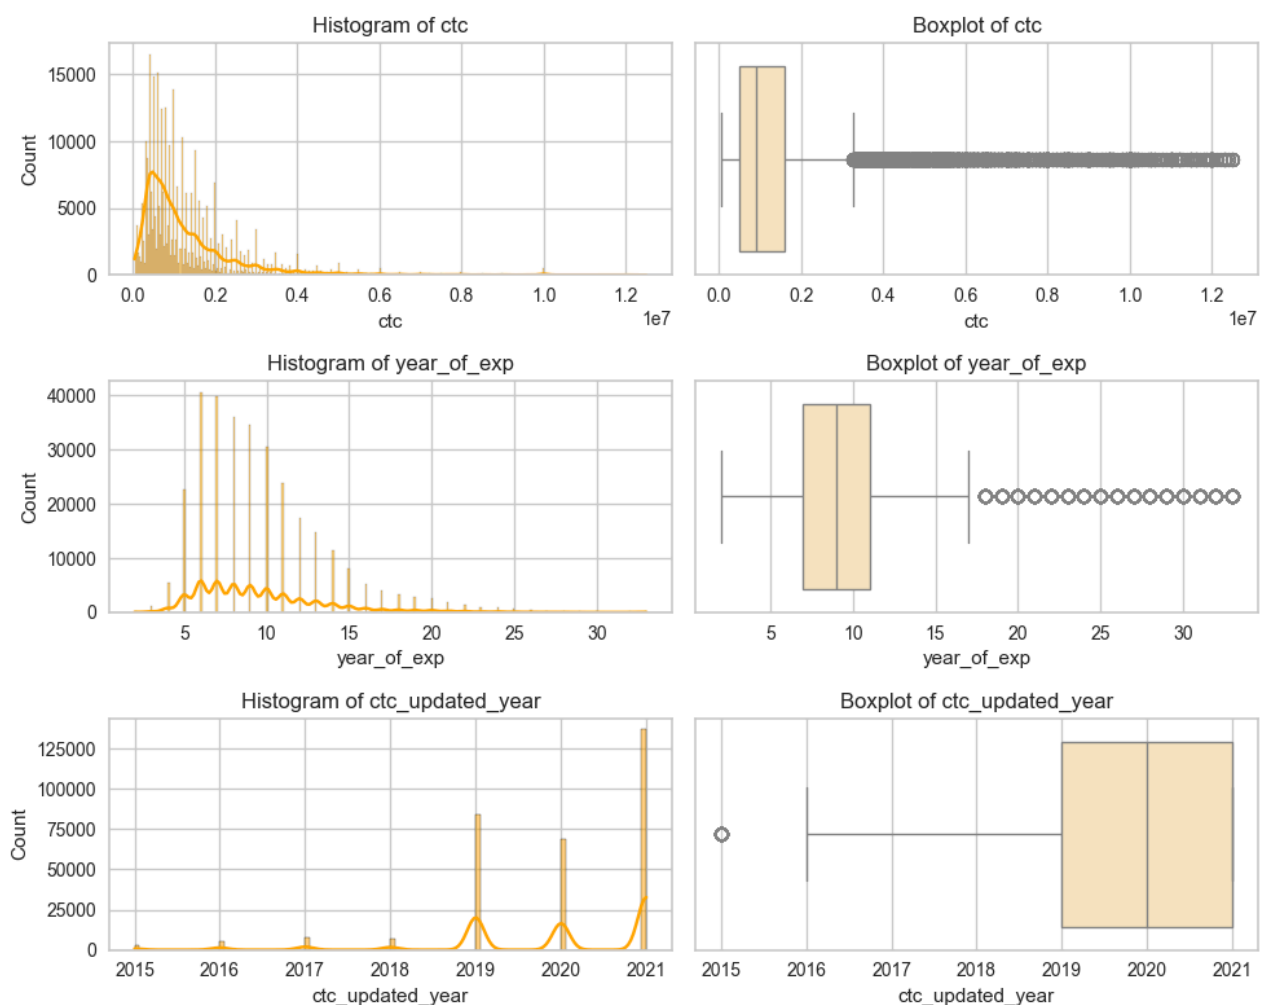 Histogram of ctc
Count
15000
10000
5000
0
0.0 0.2 0.4 0.6 0.8 1.0 1.2
1e7
ctc
Boxplot of ctc
0.0 0.2 0.4 0.6 0.8 1.0 1.2
1e7
ctc
Histogram of year_of_exp
Count
40000
30000
20000
10000
0
5 10 15 20 25 30
year_of_exp
Boxplot of year_of_exp
5 10 15 20 25 30
year_of_exp
Histogram of ctc_updated_year
Count
125000
100000
75000
50000
25000
0
2015 2016 2017 2018 2019 2020 2021
ctc_updated_year
Boxplot of ctc_updated_year
2015 2016 2017 2018 2019 2020 2021
ctc_updated_year